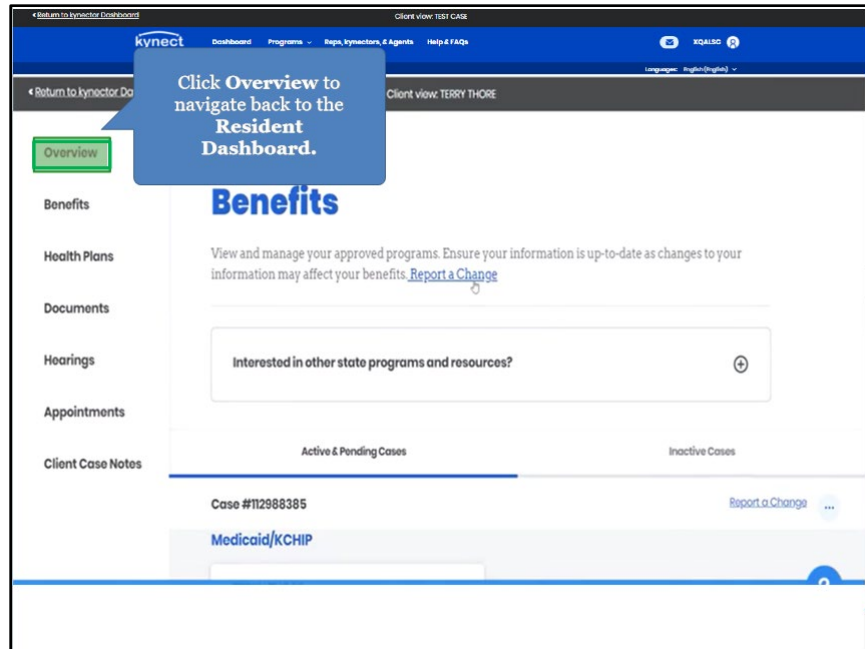 Return to kynector Dashboard
Client view: TEST CASE
kynect
Dashboard Programs Reps, kynectors, & Agents Help & FAQs
XQALSC
Languages: English (English)
Return to kynector Da
Client view: TERRY THORE
Click Overview to
navigate back to the
Resident
Dashboard.
Overview
Benefits
Health Plans
Documents
Hearings
Appointments
Client Case Notes
Benefits
View and manage your approved programs. Ensure your information is up-to-date as changes to your
information may affect your benefits. Report a Change
Interested in other state programs and resources?
Active & Pending Cases
Inactive Cases
Case #112988385
Report a Change ...
Medicaid/KCHIP